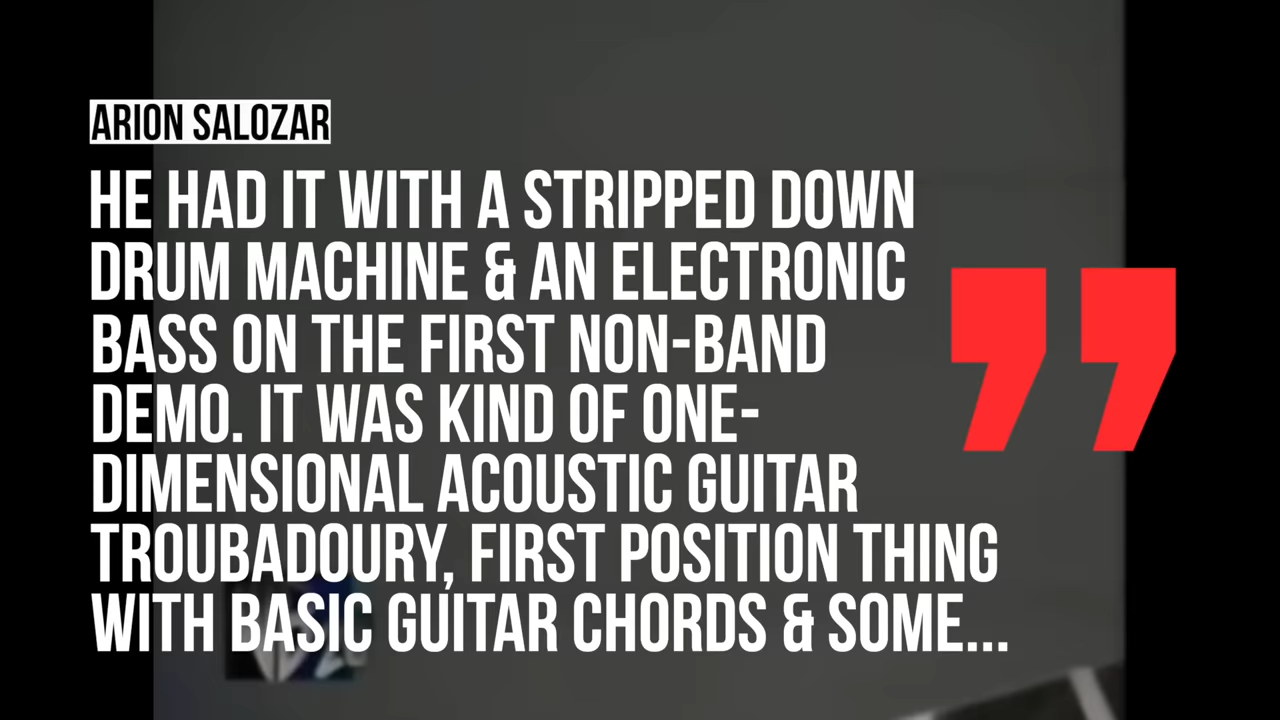 ARION SALOZAR
HE HAD IT WITH A STRIPPED DOWN
DRUM MACHINE & AN ELECTRONIC
BASS ON THE FIRST NON-BAND
DEMO. IT WAS KIND OF ONE-
DIMENSIONAL ACOUSTIC GUITAR
TROUBADOURY, FIRST POSITION THING
WITH BASIC GUITAR CHORDS & SOME...
”